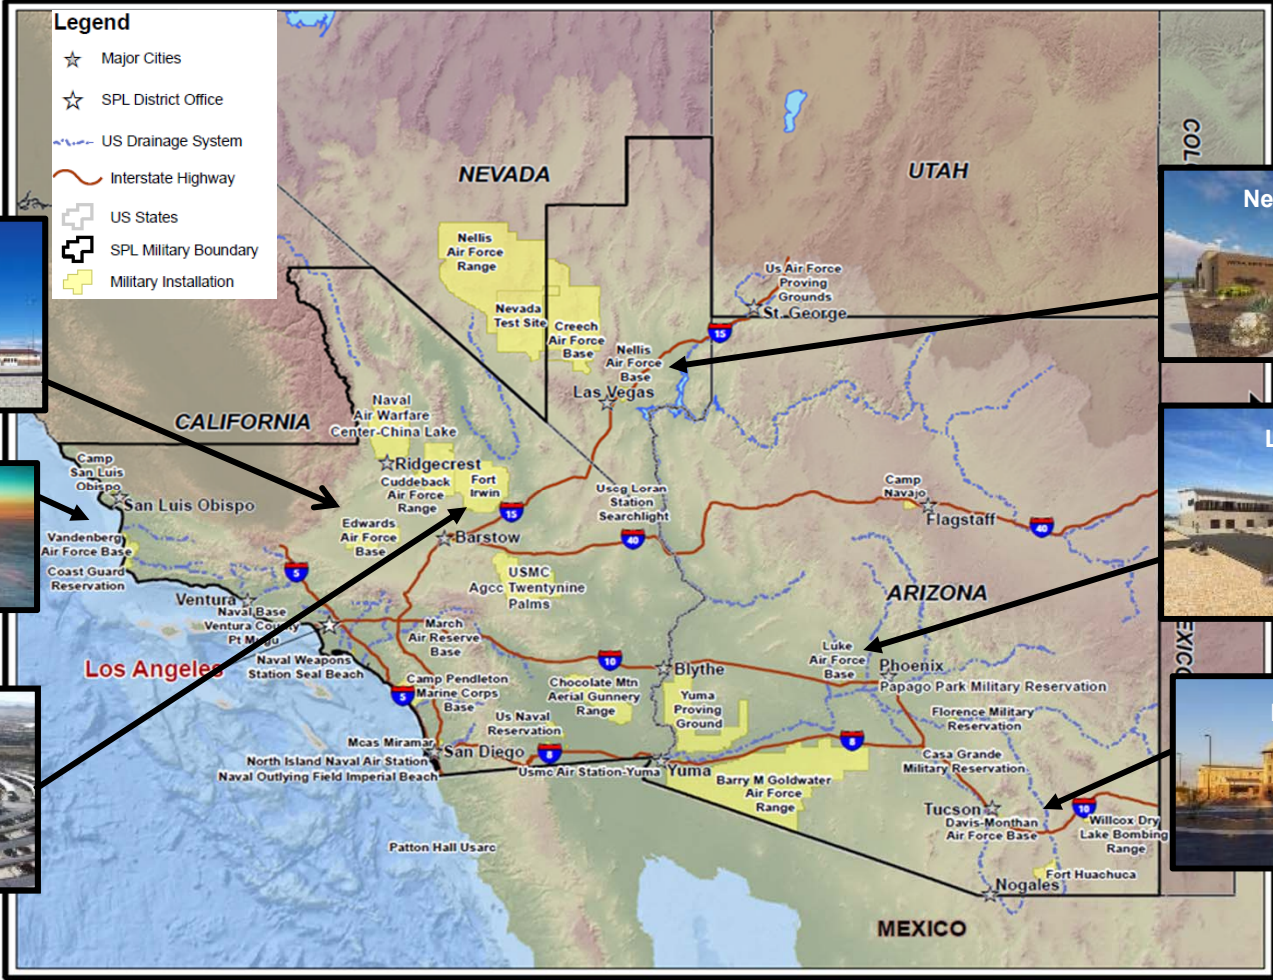 Legend
Major Cities
SPL District Office
US Drainage System
Interstate Highway
US States
SPL Military Boundary
Military Installation
NEVADA
UTAH
COL
Ne
Nellis
Air Force
Range
Nevada
Test Site
Creech
Air Force
Base
Us Air Force
Proving
Grounds
St. George
15
Nellis
Air Force
Base
Las Vegas
CALIFORNIA
Naval
Air Warfare
Center-China Lake
Ridgecrest
Cuddeback
Air Force
Range
Fort
Irwin
15
Uscg Loran
Station
Searchlight
Camp
Navajo
Flagstaff
40
40
L
Camp
San Luis
Obispo
San Luis Obispo
Edwards
Air Force
Base
Barstow
Vandenberg
Air Force Base
Coast Guard
Reservation
5
USMC
Agcc Twentynine
Palms
ARIZONA
Ventura
Naval Base
Ventura County
Pt Mugu
March
Air Reserve
Base
Los Angeles
Naval Weapons
Station Seal Beach
10
Blythe
Luke
Air Force
Base
Phoenix
Papago Park Military Reservation
EXICO
5
Camp Pendleton
Marine Corps
Base
Chocolate Mtn
Aerial Gunnery
Range
Yuma
Proving
Ground
Florence Military
Reservation
Us Naval
Reservation
Mcas Miramar
San Diego
8
8
North Island Naval Air Station
Naval Outlying Field Imperial Beach
Usmc Air Station-Yuma
Yuma
Casa Grande
Military Reservation
Barry M Goldwater
Air Force
Range
Tucson
Davis-Monthan
Air Force Base
10
Willcox Dry
Lake Bombing
Range
Patton Hall Usarc
Fort Huachuca
Nogales
MEXICO